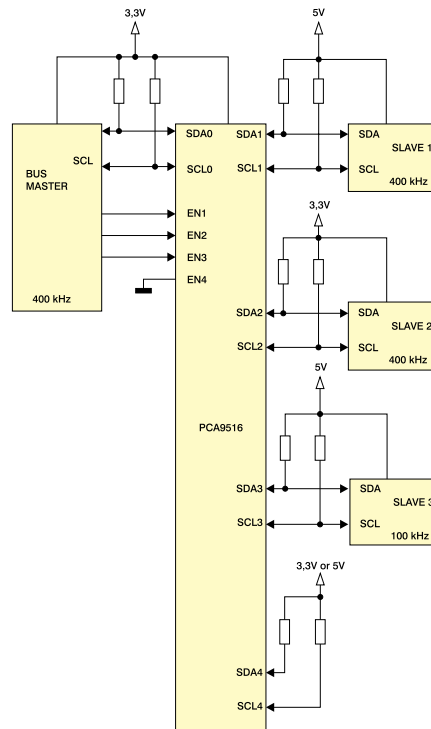 3,3V
5V
SDA0
SDA1
SDA
SLAVE 1
SCL
SCL0
SCL1
SCL
BUS
MASTER
400 kHz
EN1
EN2
EN3
EN4
400 kHz
3,3V
SDA2
SDA
SLAVE 2
SCL2
SCL
400 kHz
5V
PCA9516
SDA3
SDA
SLAVE 3
SCL3
SCL
100 kHz
3,3V or 5V
SDA4
SCL4